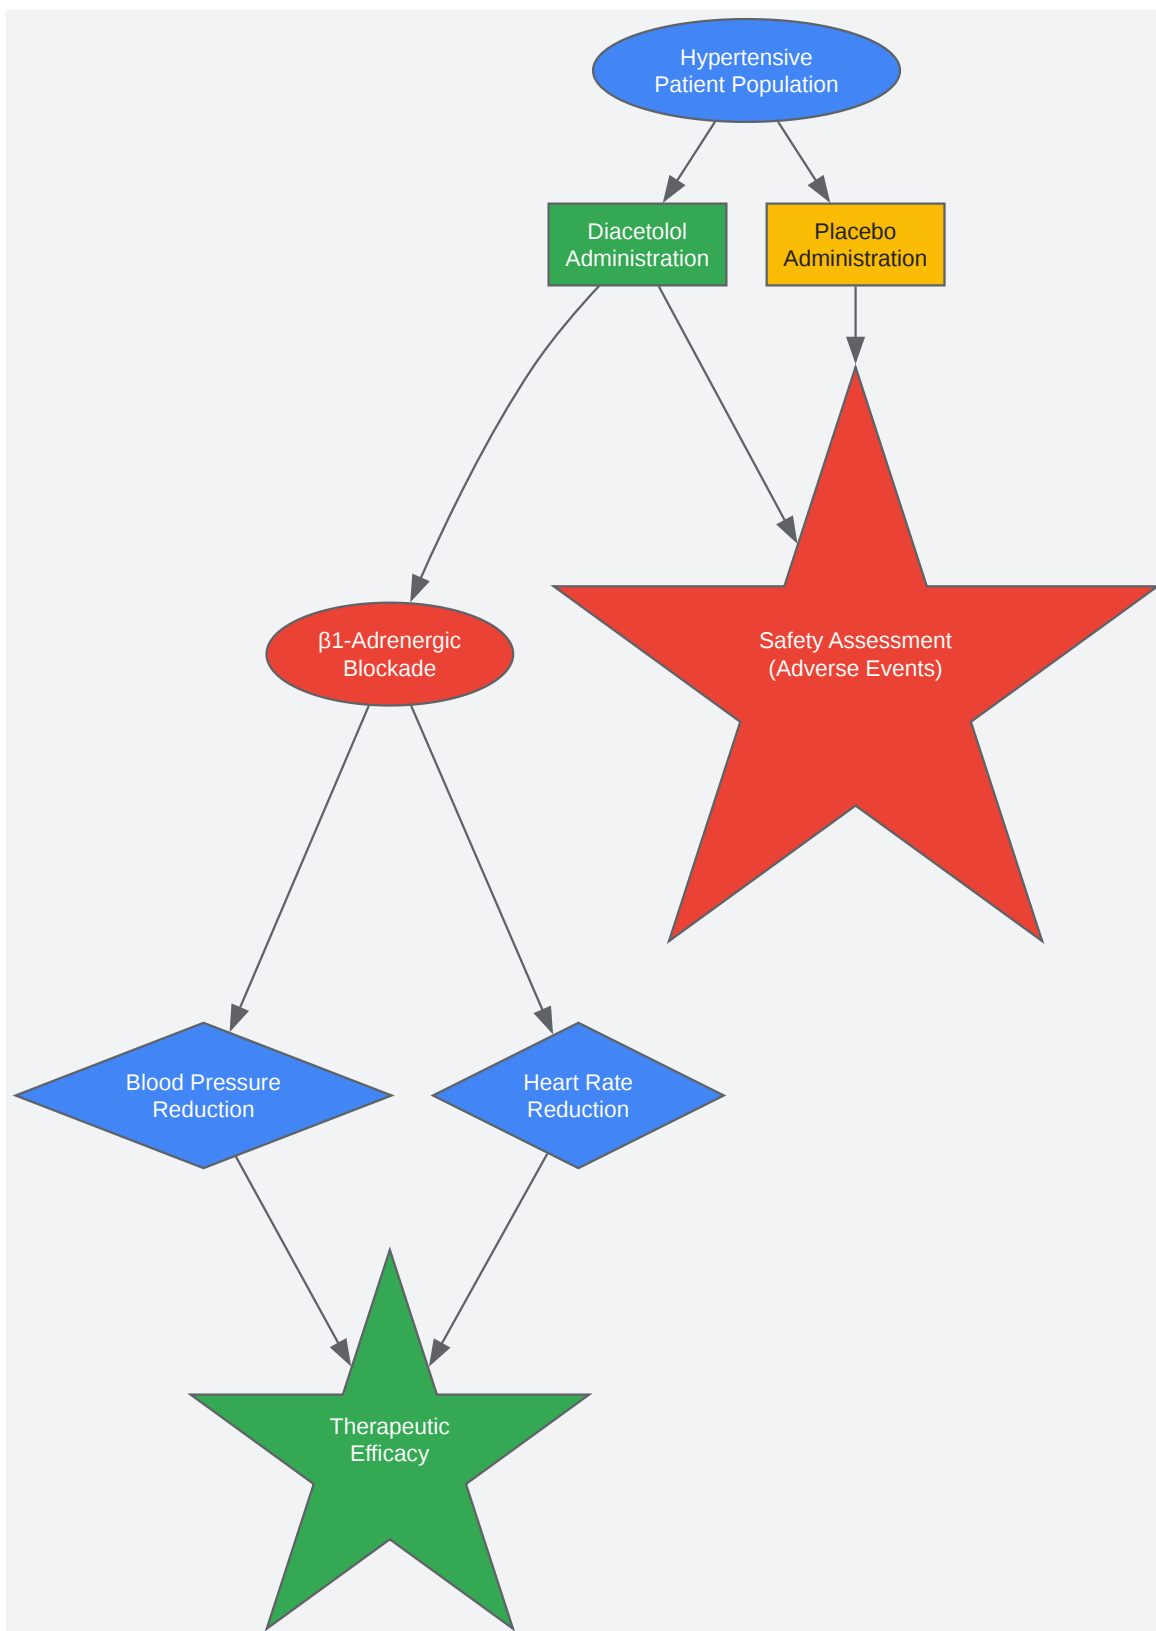 Hypertensive
Patient Population
Diacetolol
Administration
Placebo
Administration
β1-Adrenergic
Blockade
Safety Assessment
(Adverse Events)
Blood Pressure
Reduction
Heart Rate
Reduction
Therapeutic
Efficacy